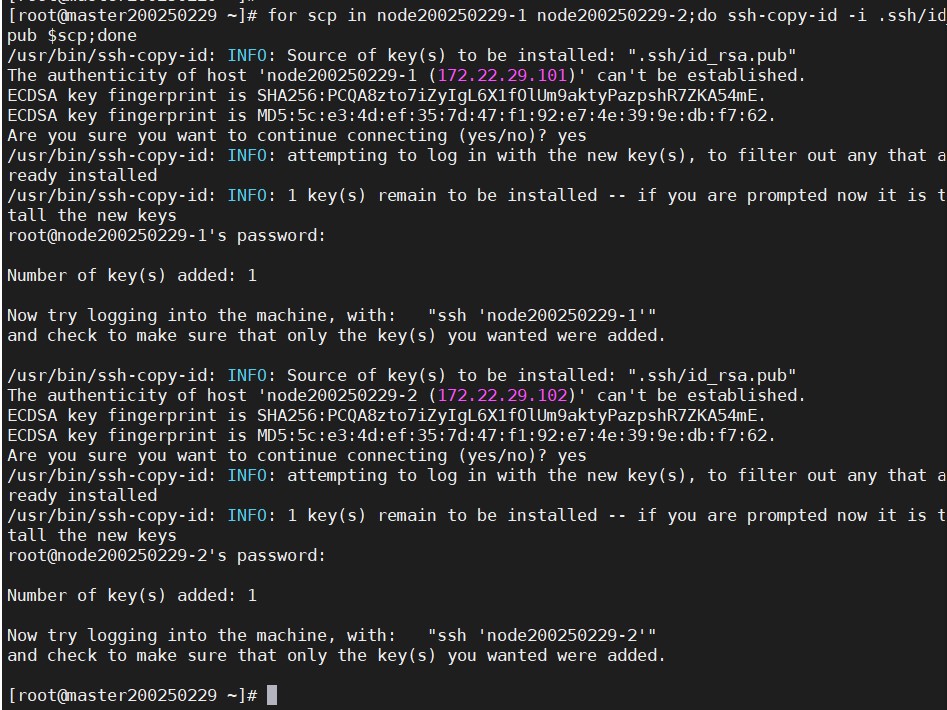 [root@master200250229 ~]# for scp in node200250229-1 node200250229-2;do ssh-copy-id -i .ssh/id
pub $scp;done
/usr/bin/ssh-copy-id: INFO: Source of key(s) to be installed: ".ssh/id_rsa.pub"
The authenticity of host 'node200250229-1 (172.22.29.101)' can't be established.
ECDSA key fingerprint is SHA256:PCQA8zto7iZyIgL6X1fOlUm9aktyPazpshR7ZKA54mE.
ECDSA key fingerprint is MD5:5c:e3:4d:ef:35:7d:47:f1:92:e7:4e:39:9e:db:f7:62.
Are you sure you want to continue connecting (yes/no)? yes
/usr/bin/ssh-copy-id: INFO: attempting to log in with the new key(s), to filter out any that a
ready installed
/usr/bin/ssh-copy-id: INFO: 1 key(s) remain to be installed -- if you are prompted now it is t
tall the new keys
root@node200250229-1's password:
Number of key(s) added: 1
Now try logging into the machine, with:   "ssh 'node200250229-1'"
and check to make sure that only the key(s) you wanted were added.
/usr/bin/ssh-copy-id: INFO: Source of key(s) to be installed: ".ssh/id_rsa.pub"
The authenticity of host 'node200250229-2 (172.22.29.102)' can't be established.
ECDSA key fingerprint is SHA256:PCQA8zto7iZyIgL6X1fOlUm9aktyPazpshR7ZKA54mE.
ECDSA key fingerprint is MD5:5c:e3:4d:ef:35:7d:47:f1:92:e7:4e:39:9e:db:f7:62.
Are you sure you want to continue connecting (yes/no)? yes
/usr/bin/ssh-copy-id: INFO: attempting to log in with the new key(s), to filter out any that a
ready installed
/usr/bin/ssh-copy-id: INFO: 1 key(s) remain to be installed -- if you are prompted now it is t
tall the new keys
root@node200250229-2's password:
Number of key(s) added: 1
Now try logging into the machine, with:   "ssh 'node200250229-2'"
and check to make sure that only the key(s) you wanted were added.
[root@master200250229 ~]#